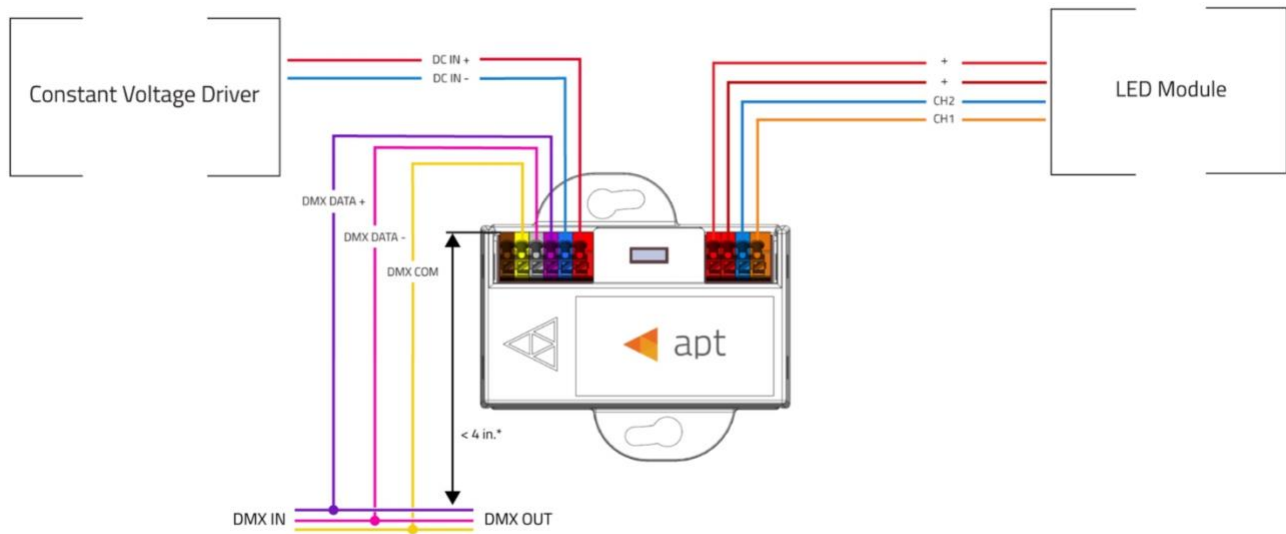 Constant Voltage Driver
DC IN +
DC IN -
+
+
CH2
CH1
LED Module
DMX DATA +
DMX DATA -
DMX COM
apt
< 4 in.*
DMX IN
DMX OUT